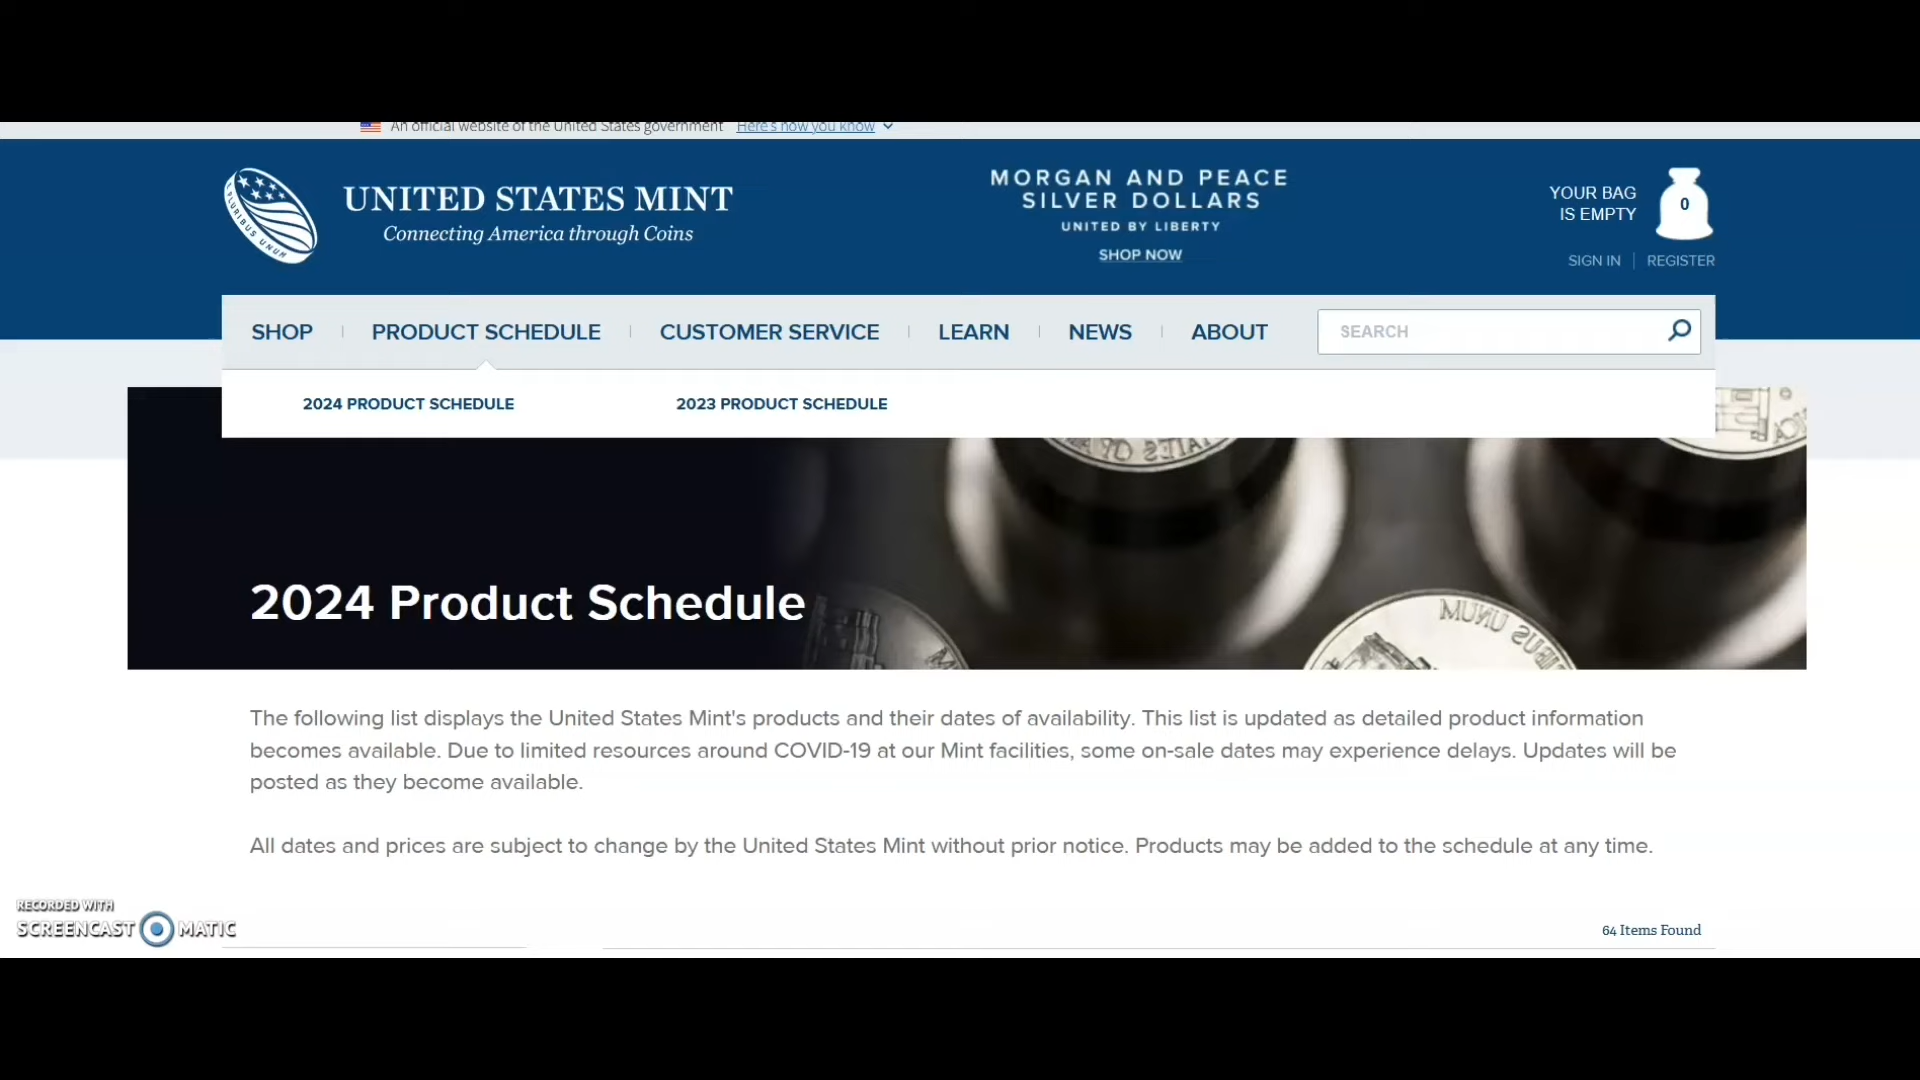 An official website of the United States government Here's how you know
MORGAN AND PEACE
SILVER DOLLARS
UNITED BY LIBERTY
SHOP NOW
PLURIBUS UNUM
UNITED STATES MINT
Connecting America through Coins
YOUR BAG
IS EMPTY
0
SIGN IN REGISTER
SHOP PRODUCT SCHEDULE CUSTOMER SERVICE LEARN NEWS ABOUT SEARCH
2024 PRODUCT SCHEDULE 2023 PRODUCT SCHEDULE
2024 Product Schedule
The following list displays the United States Mint's products and their dates of availability. This list is updated as detailed product information
becomes available. Due to limited resources around COVID-19 at our Mint facilities, some on-sale dates may experience delays. Updates will be
posted as they become available.
All dates and prices are subject to change by the United States Mint without prior notice. Products may be added to the schedule at any time.
RECORDED WITH
SCREENCAST MATIC
64 Items Found